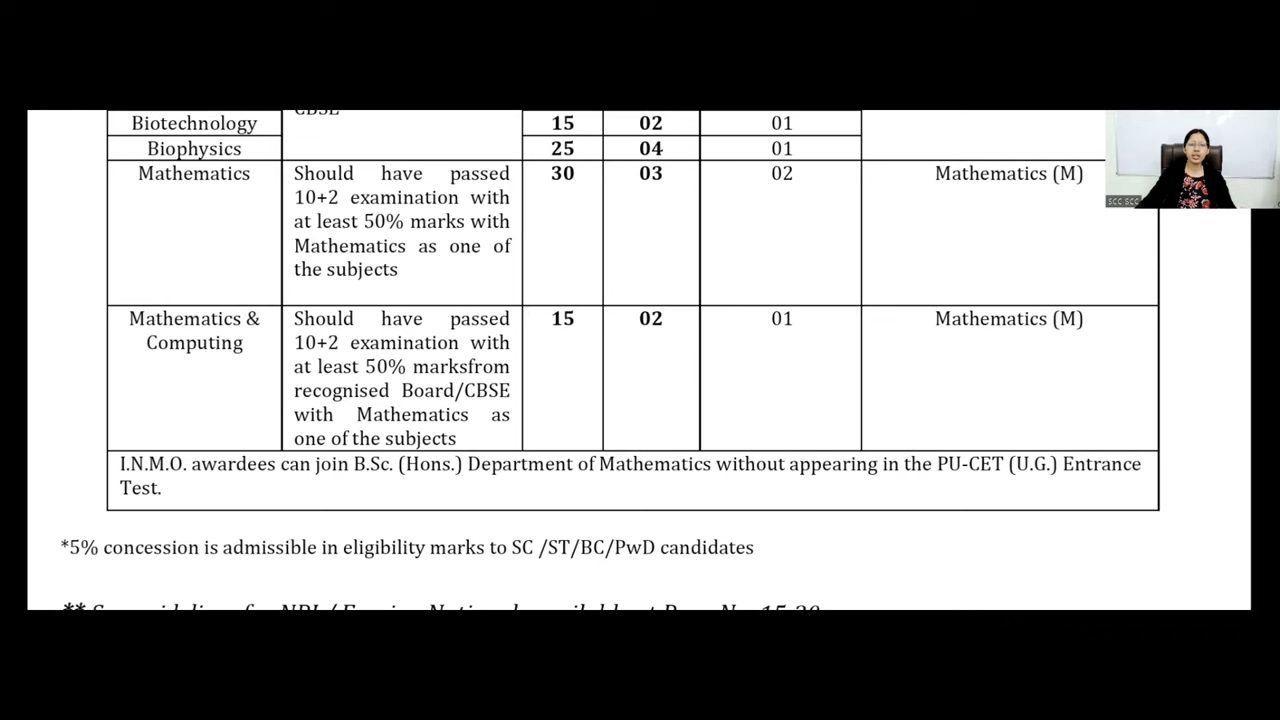 CBSE
Biotechnology 15 02 01
Biophysics 25 04 01
Mathematics Should have passed 30 03 02 Mathematics (M)
10+2 examination with
at least 50% marks with
Mathematics as one of
the subjects
Mathematics & Should have passed 15 02 01 Mathematics (M)
Computing 10+2 examination with
at least 50% marksfrom
recognised Board/CBSE
with Mathematics as
one of the subjects
I.N.M.O. awardees can join B.Sc. (Hons.) Department of Mathematics without appearing in the PU-CET (U.G.) Entrance
Test.
*5% concession is admissible in eligibility marks to SC /ST/BC/PwD candidates
scc scc